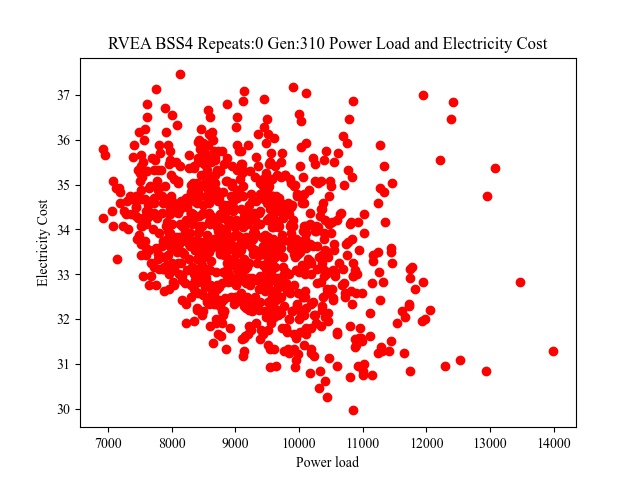 RVEA BSS4 Repeats:0 Gen:310 Power Load and Electricity Cost
37
36
35
34
33
32
31
30
Electricity Cost
7000 8000 9000 10000 11000 12000 13000 14000
Power load